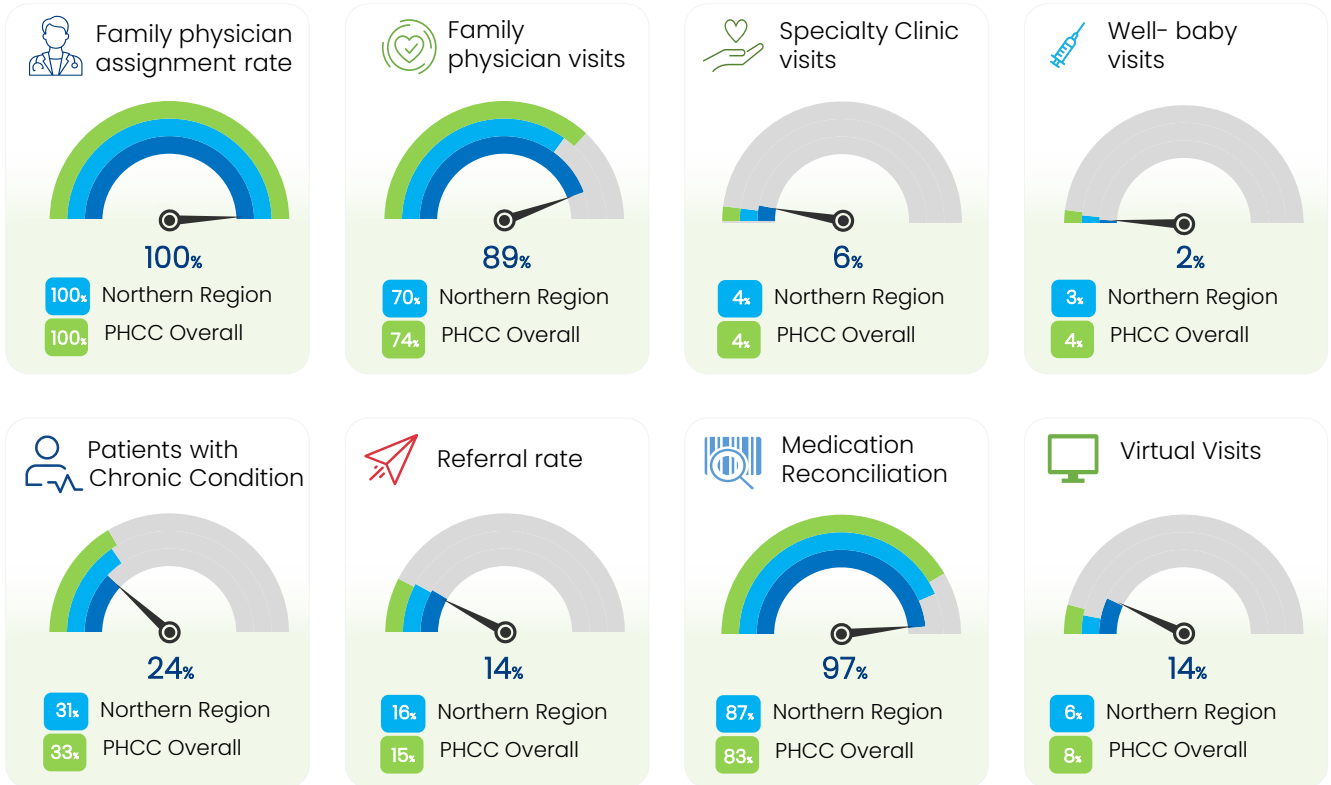 Family physician
assignment rate
100%
100% Northern Region
100% PHCC Overall
Family
physician visits
89%
70% Northern Region
74% PHCC Overall
Specialty Clinic
visits
6%
4% Northern Region
4% PHCC Overall
Well- baby
visits
2%
3% Northern Region
4% PHCC Overall
Patients with
Chronic Condition
24%
31% Northern Region
33% PHCC Overall
Referral rate
14%
16% Northern Region
15% PHCC Overall
Medication
Reconciliation
97%
87% Northern Region
83% PHCC Overall
Virtual Visits
14%
6% Northern Region
8% PHCC Overall